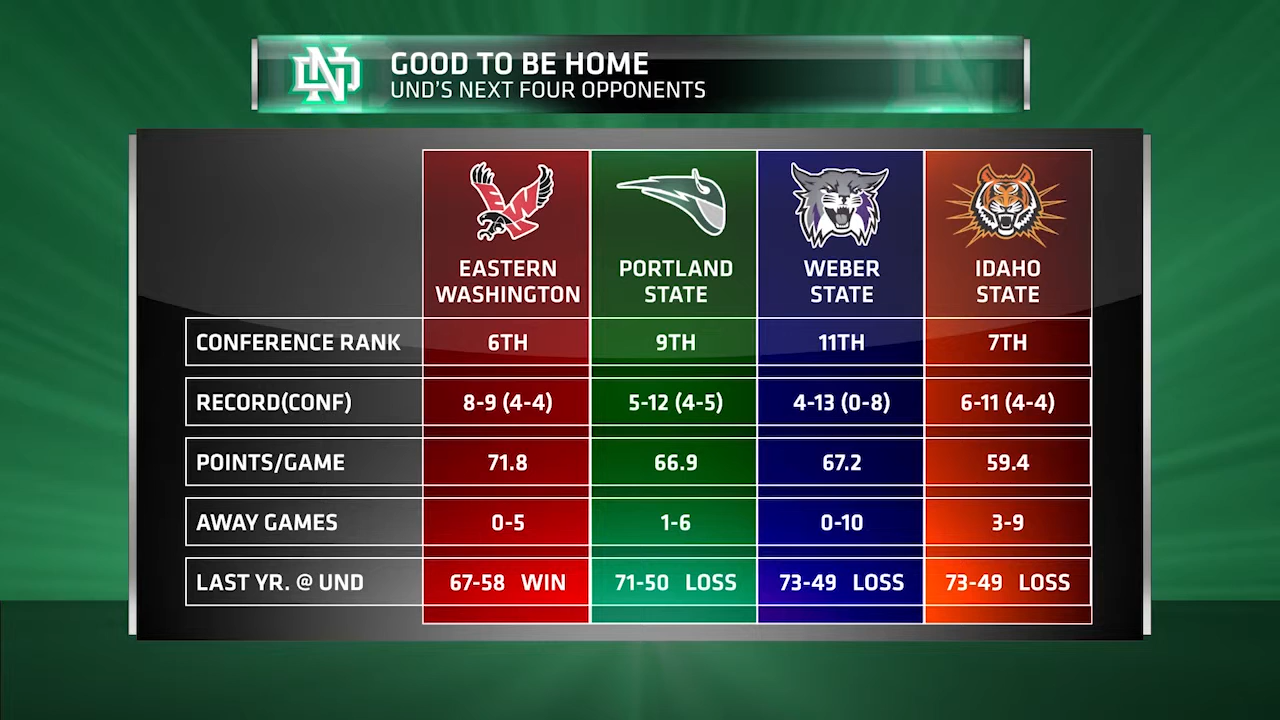 GOOD TO BE HOME
UND'S NEXT FOUR OPPONENTS
EASTERN WASHINGTON
PORTLAND STATE
WEBER STATE
IDAHO STATE
CONFERENCE RANK 6TH 9TH 11TH 7TH
RECORD(CONF) 8-9 (4-4) 5-12 (4-5) 4-13 (0-8) 6-11 (4-4)
POINTS/GAME 71.8 66.9 67.2 59.4
AWAY GAMES 0-5 1-6 0-10 3-9
LAST YR. @ UND 67-58 WIN 71-50 LOSS 73-49 LOSS 73-49 LOSS